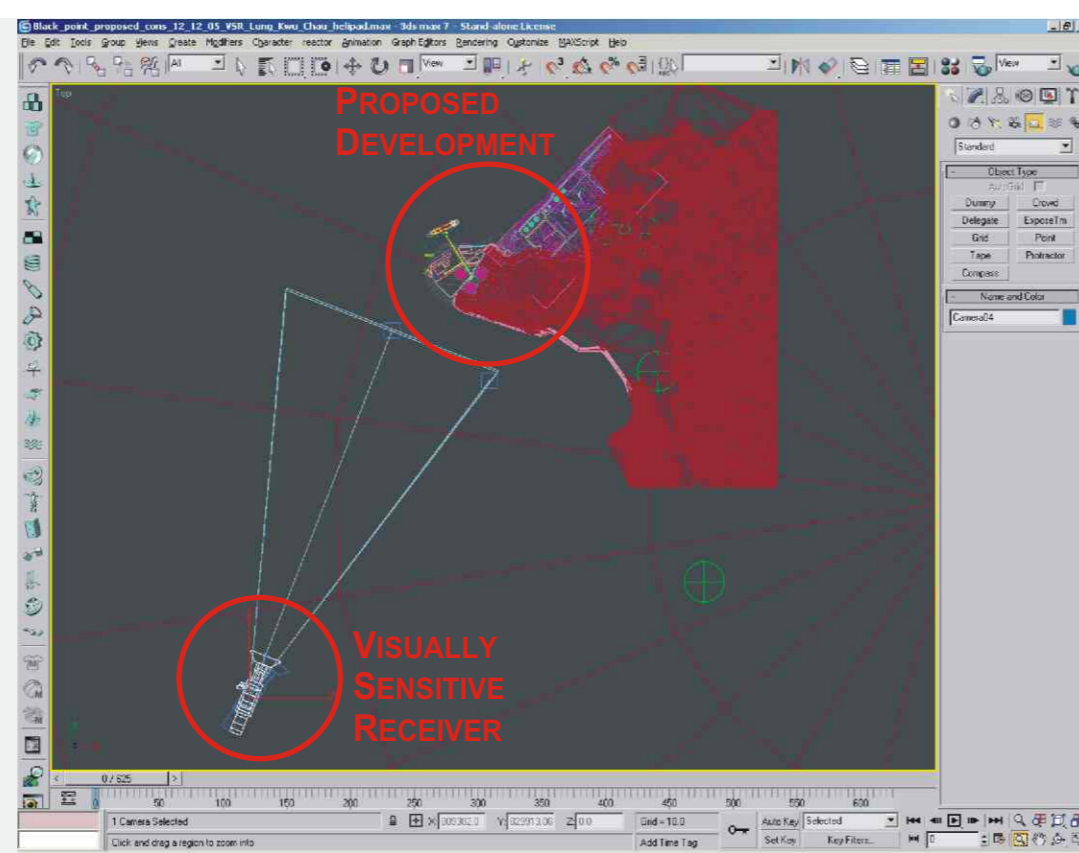 Black_point_proposed_cons_12_12_05_VSR_Lung_Kwu_Chau_helipad.max - 3ds max 7 - Stand-alone License
File Edit Tools Group Views Create Modifiers Character reactor Animation Graph Editors Rendering Customize MAXScript Help
All View View
Top
PROPOSED
DEVELOPMENT
Standard
- Object Type
AutoGrid
Dummy Crowd
Delegate ExposeTm
Grid Point
Tape Protractor
Compass
- Name and Color
Camera04
VISUALLY
SENSITIVE
RECEIVER
< 0 / 625 >
0 50 100 150 200 250 300 350 400 450 500 550 600
1 Camera Selected X: Y: Z: 0.0 Grid = 10.0 Auto Key Selected
Click and drag a region to zoom into Add Time Tag Set Key Key Filters... 0